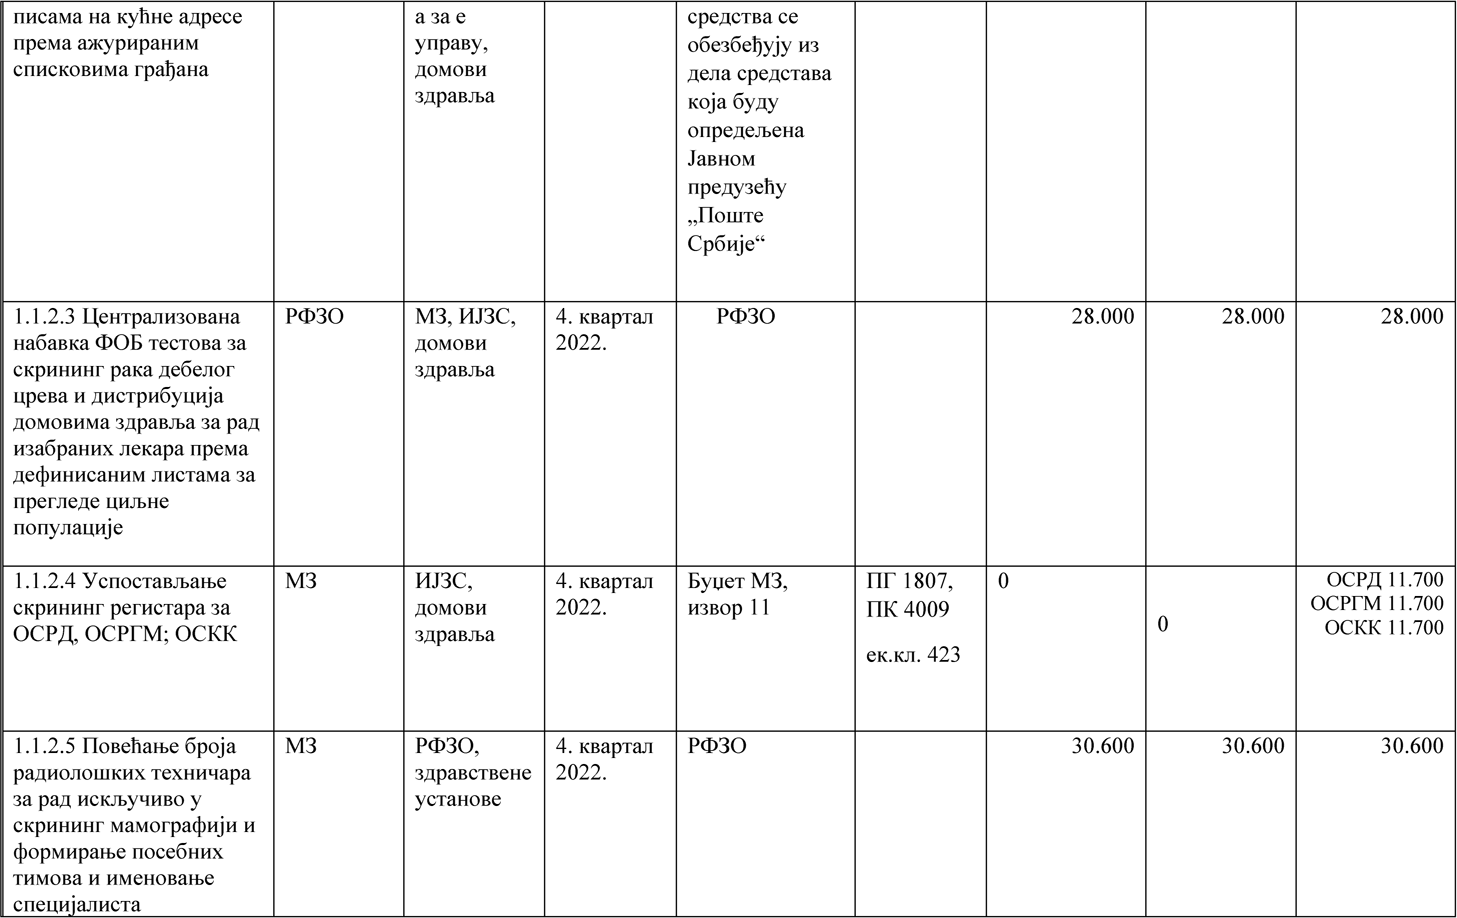 писама на кућне адресе
према ажурираним
списковима грађана
а за е
управу,
домови
здравља
средства се
обезбеђују из
дела средстава
која буду
опредељена
Јавном
предузећу
„Поште
Србије“
1.1.2.3 Централизована
набавка ФОБ тестова за
скрининг рака дебелог
црева и дистрибуција
домовима здравља за рад
изабраних лекара према
дефинисаним листама за
прегледе циљне
популације
РФЗО
МЗ, ИЈЗС,
домови
здравља
4. квартал
2022.
РФЗО
28.000
28.000
28.000
1.1.2.4 Успостављање
скрининг регистара за
ОСРД, ОСРГМ; ОСКК
МЗ
ИЈЗС,
домови
здравља
4. квартал
2022.
Буџет МЗ,
извор 11
ПГ 1807,
ПК 4009
ек.кл. 423
0
0
ОСРД 11.700
ОСРГМ 11.700
ОСКК 11.700
1.1.2.5 Повећање броја
радиолошких техничара
за рад искључиво у
скрининг мамографији и
формирање посебних
тимова и именовање
специјалиста
МЗ
РФЗО,
здравствене
установе
4. квартал
2022.
РФЗО
30.600
30.600
30.600